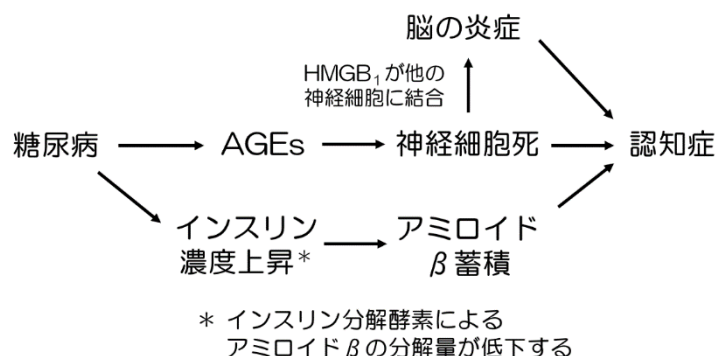 脳の炎症
HMGB₁が他の
神経細胞に結合
糖尿病
AGEs
神経細胞死
認知症
インスリン
濃度上昇*
アミロイド
β蓄積
* インスリン分解酵素による
アミロイドβの分解量が低下する